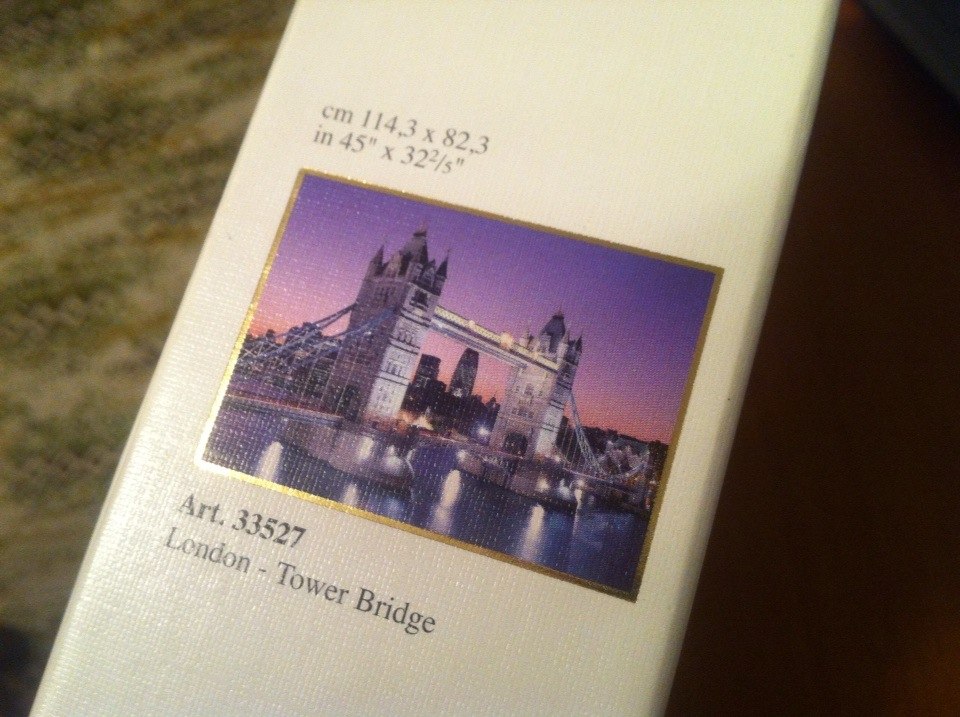 cm 114,3 x 82,3
in 45" x 32²/₅"
Art. 33527
London - Tower Bridge